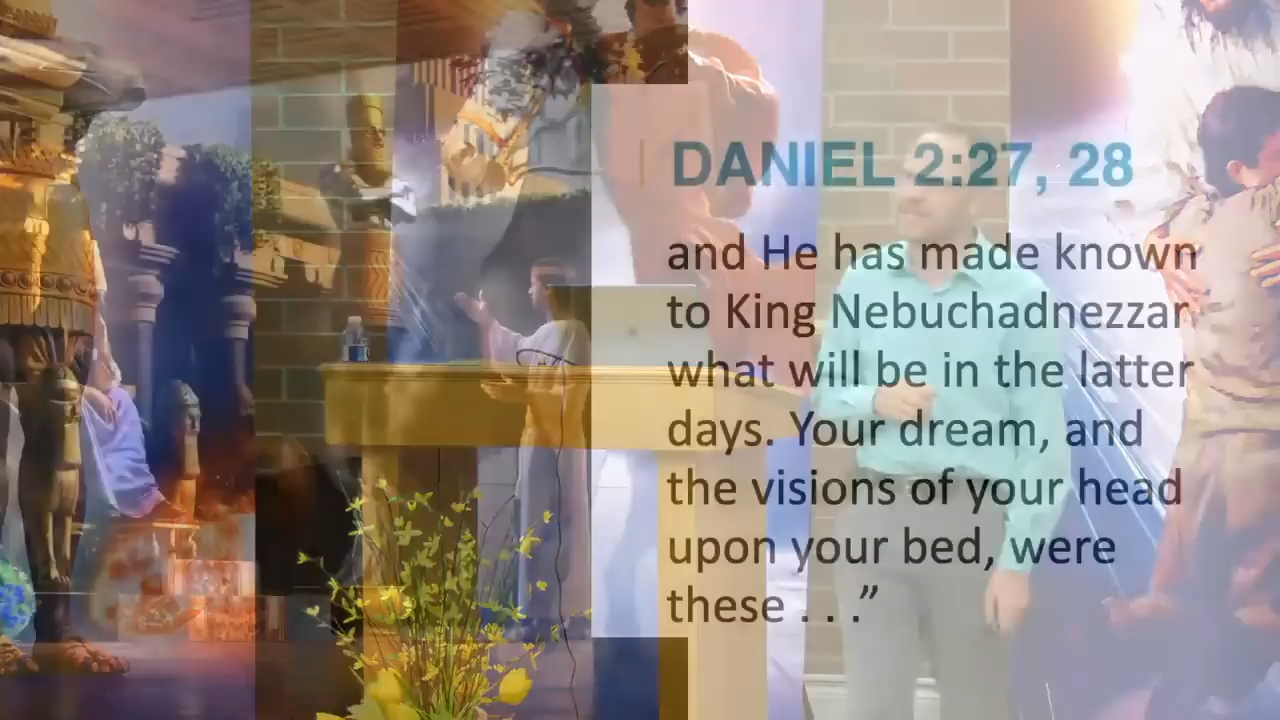 DANIEL 2:27, 28
and He has made known
to King Nebuchadnezzar
what will be in the latter
days. Your dream, and
the visions of your head
upon your bed, were
these . . .”